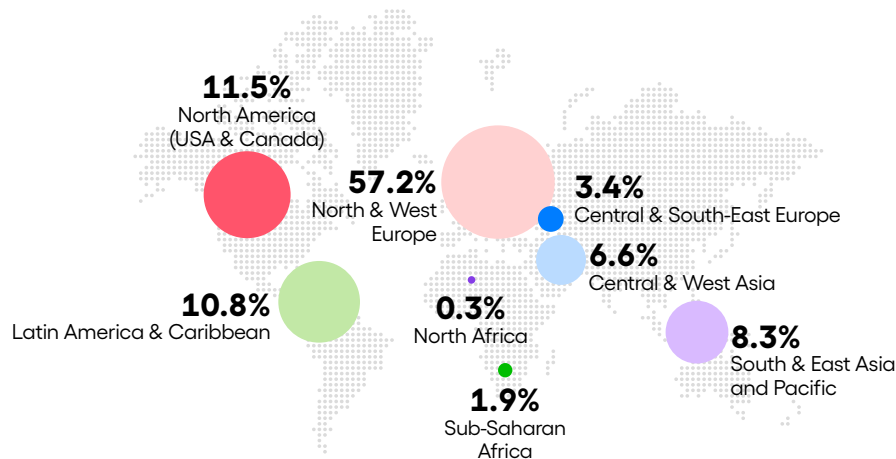 11.5%
North America
(USA & Canada)
57.2%
North & West
Europe
3.4%
Central & South-East Europe
6.6%
Central & West Asia
10.8%
Latin America & Caribbean
0.3%
North Africa
8.3%
South & East Asia
and Pacific
1.9%
Sub-Saharan
Africa